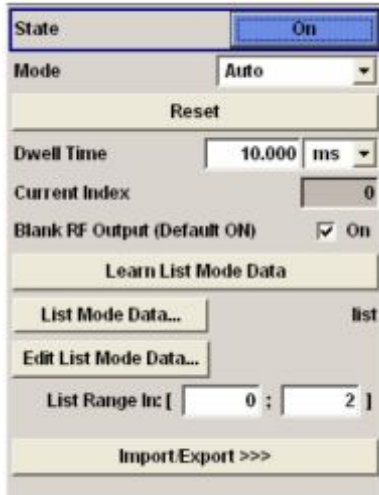 State On
Mode Auto
Reset
Dwell Time 10.000 ms
Current Index 0
Blank RF Output (Default ON) On
Learn List Mode Data
List Mode Data... list
Edit List Mode Data...
List Range In: [ 0 ; 2 ]
Import/Export >>>